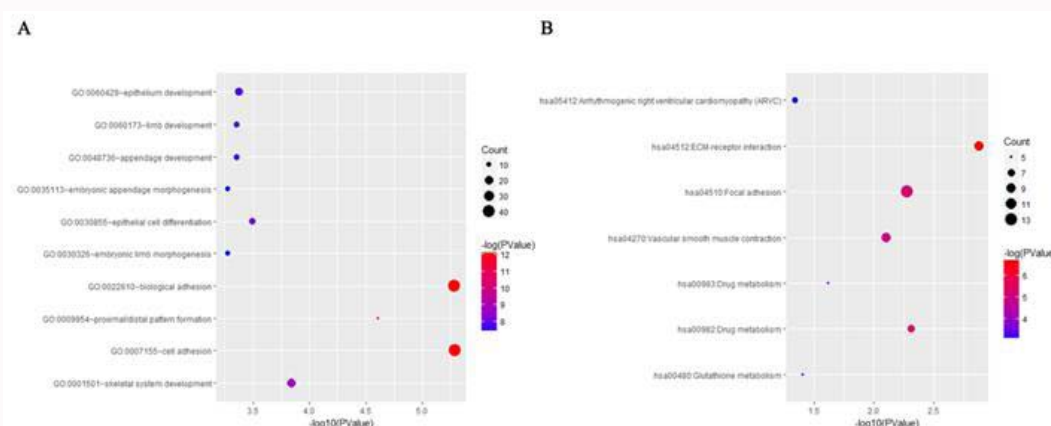 A
GO:0060429~epithelium development
GO:0060173~limb development
GO:0048736~appendage development
GO:0035113~embryonic appendage morphogenesis
GO:0030855~epithelial cell differentiation
GO:0030326~embryonic limb morphogenesis
GO:0022610~biological adhesion
GO:0009954~proximal/distal pattern formation
GO:0007155~cell adhesion
GO:0001501~skeletal system development
3.5 4.0 4.5 5.0
-log10(PValue)
Count
10
20
30
40
-log(PValue)
12
11
10
9
8
B
hsa05412:Arrhythmogenic right ventricular cardiomyopathy (ARVC)
hsa04512:ECM-receptor interaction
hsa04510:Focal adhesion
hsa04270:Vascular smooth muscle contraction
hsa00983:Drug metabolism
hsa00982:Drug metabolism
hsa00480:Glutathione metabolism
1.5 2.0 2.5
-log10(PValue)
Count
5
7
9
11
13
-log(PValue)
6
5
4